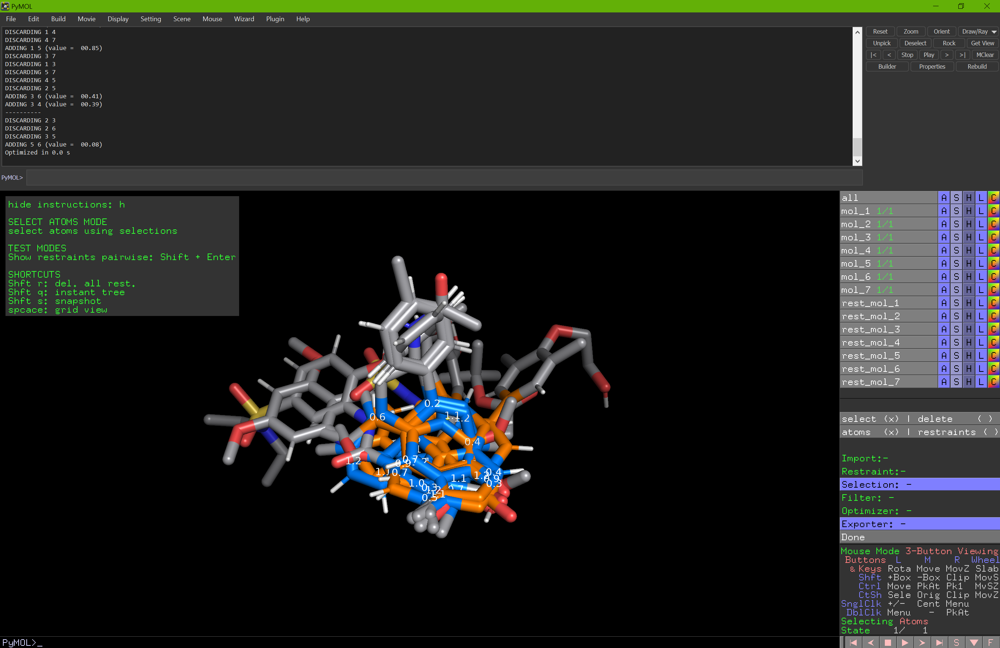 PyMOL
File Edit Build Movie Display Setting Scene Mouse Wizard Plugin Help
DISCARDING 1 4
DISCARDING 4 7
ADDING 1 5 (value =  00.85)
DISCARDING 3 7
DISCARDING 1 3
DISCARDING 5 7
DISCARDING 4 5
DISCARDING 2 5
ADDING 3 6 (value =  00.41)
ADDING 3 4 (value =  00.39)
----------
DISCARDING 2 3
DISCARDING 2 6
DISCARDING 3 5
ADDING 5 6 (value =  00.08)
Optimized in 0.0 s
PyMOL>
Reset Zoom Orient Draw/Ray
Unpick Deselect Rock Get View
|< < Stop Play > >| MClear
Builder Properties Rebuild
hide instructions: h
SELECT ATOMS MODE
select atoms using selections
TEST MODES
Show restraints pairwise: Shift + Enter
SHORTCUTS
Shft r: del. all rest.
Shft q: instant tree
Shft s: snapshot
spcace: grid view
0.2
0.6
1.1
1.2
0.4
0.7
0.9
1.2
0.7
0.4
1.1
0.9
1.0
0.3
0.3
1.2
1.1
0.5
all A S H L C
mol_1 1/1 A S H L C
mol_2 1/1 A S H L C
mol_3 1/1 A S H L C
mol_4 1/1 A S H L C
mol_5 1/1 A S H L C
mol_6 1/1 A S H L C
mol_7 1/1 A S H L C
rest_mol_1 A S H L C
rest_mol_2 A S H L C
rest_mol_3 A S H L C
rest_mol_4 A S H L C
rest_mol_5 A S H L C
rest_mol_6 A S H L C
rest_mol_7 A S H L C
select (x) | delete ( )
atoms (x) | restraints ( )
Import:-
Restraint:-
Selection: -
Filter: -
Optimizer: -
Exporter: -
Done
Mouse Mode 3-Button Viewing
Buttons L M R Wheel
& Keys Rota Move MovZ Slab
Shft +Box -Box Clip MovS
Ctrl Move PkAt Pk1 MvSZ
CtSh Sele Orig Clip MovZ
SnglClk +/- Cent Menu
DblClk Menu - PkAt
Selecting Atoms
State 1/ 1
PyMOL>_
S F